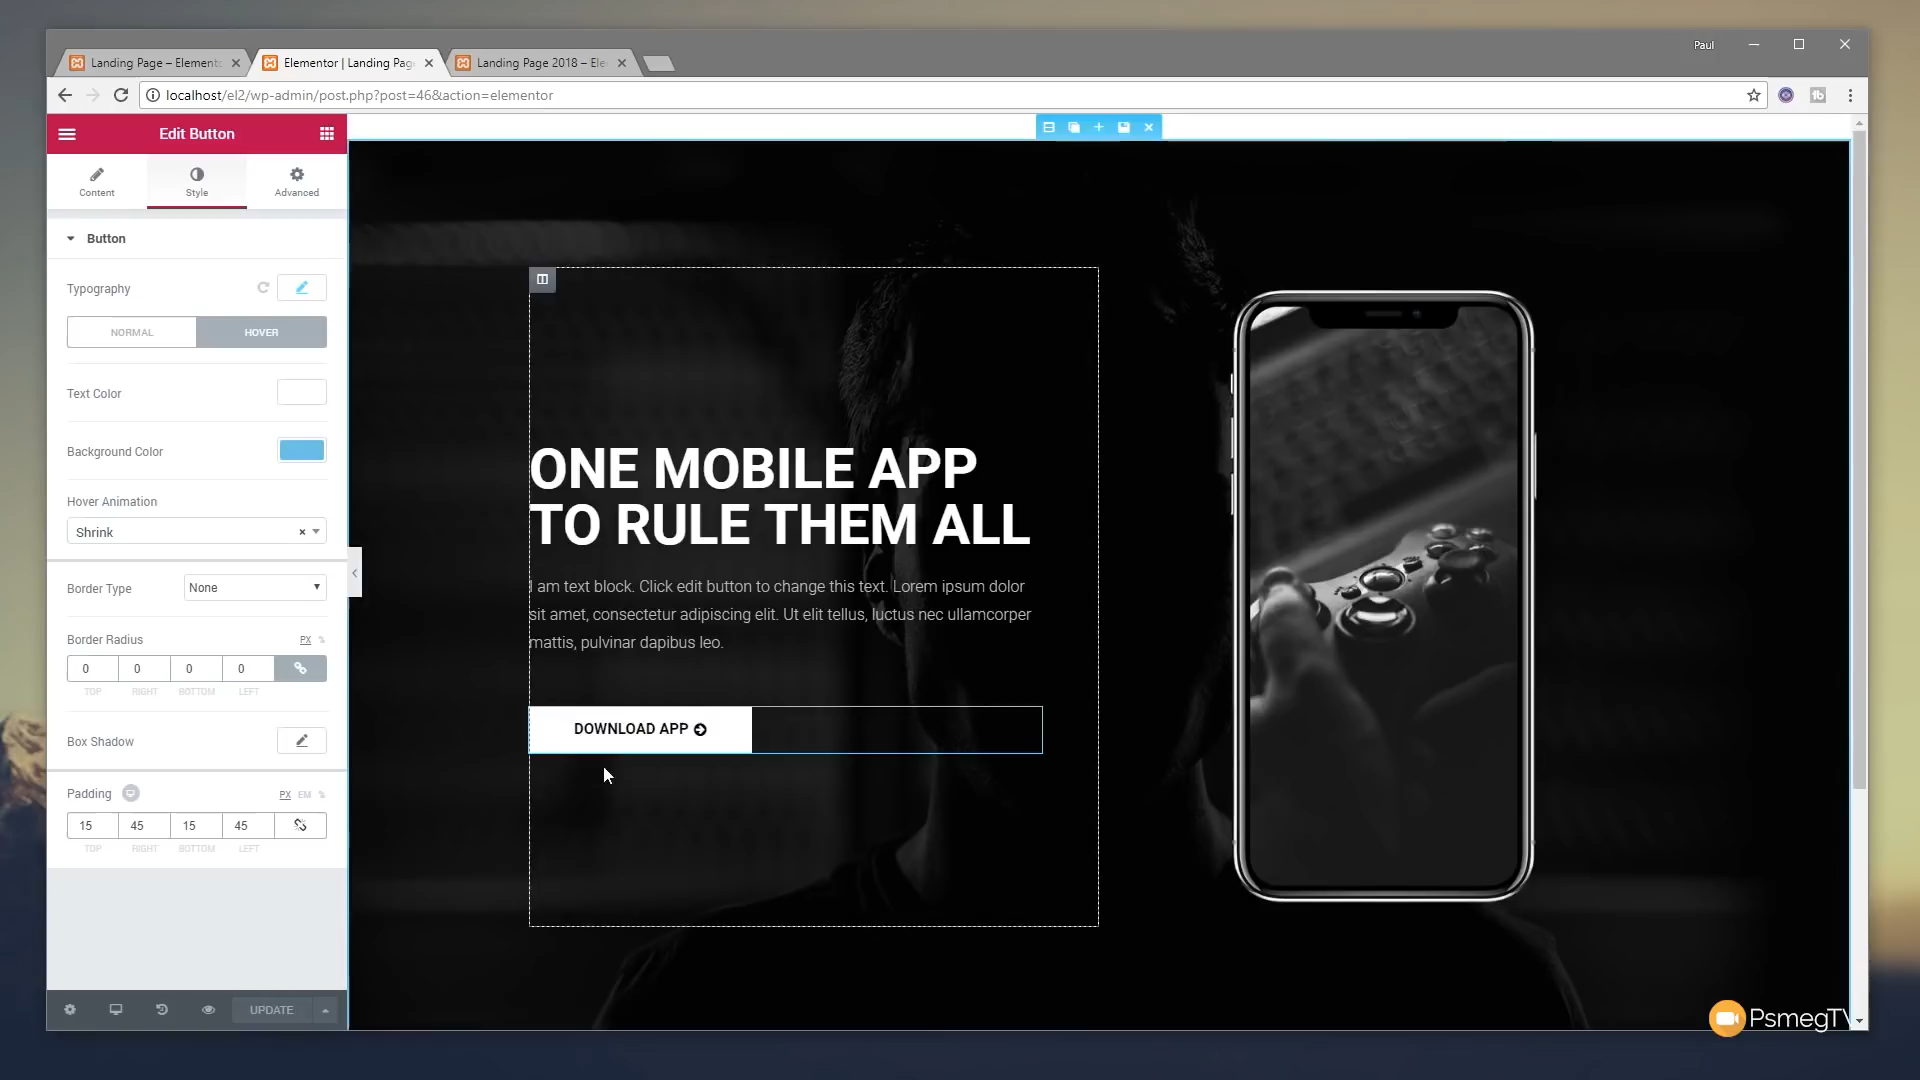 Paul
Landing Page – Element
Elementor | Landing Pag
Landing Page 2018 – Ele
localhost/el2/wp-admin/post.php?post=46&action=elementor
Edit Button
Content
Style
Advanced
Button
Typography
NORMAL
HOVER
Text Color
Background Color
Hover Animation
Shrink
Border Type
None
Border Radius
PX
0
0
0
0
TOP
RIGHT
BOTTOM
LEFT
Box Shadow
Padding
PX
EM
15
45
15
45
TOP
RIGHT
BOTTOM
LEFT
UPDATE
ONE MOBILE APP
TO RULE THEM ALL
I am text block. Click edit button to change this text. Lorem ipsum dolor
sit amet, consectetur adipiscing elit. Ut elit tellus, luctus nec ullamcorper
mattis, pulvinar dapibus leo.
DOWNLOAD APP
PsmegTV